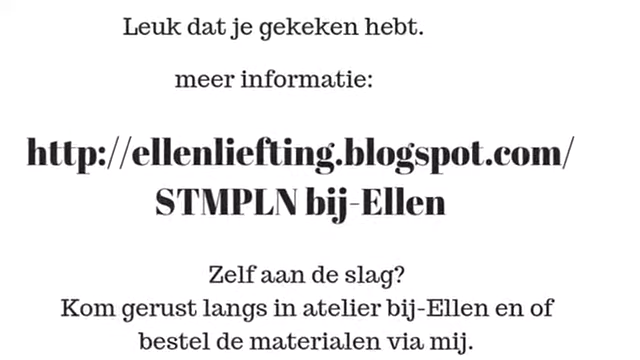 Leuk dat je gekeken hebt.
meer informatie:
http://ellenliefting.blogspot.com/
STMPLN bij-Ellen
Zelf aan de slag?
Kom gerust langs in atelier bij-Ellen en of
bestel de materialen via mij.